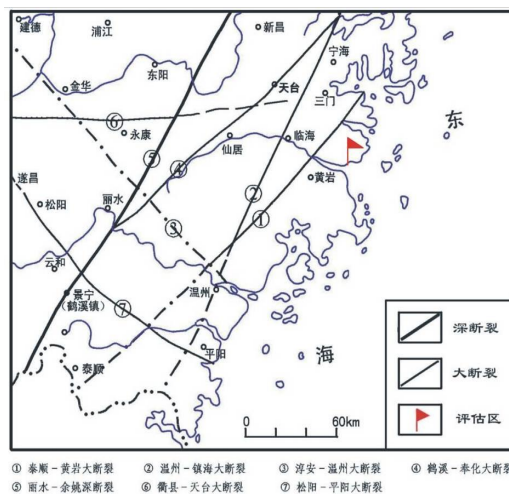 建德
浦江
新昌
宁海
东阳
金华
天台
三门
东
⑥
永康
仙居
临海
⑤
④
黄岩
遂昌
②
松阳
丽水
①
③
云和
温州
景宁
(鹤溪镇)
⑦
海
平阳
泰顺
深断裂
大断裂
评估区
0
60km
① 泰顺-黄岩大断裂
② 温州-镇海大断裂
③ 淳安-温州大断裂
④ 鹤溪-奉化大断裂
⑤ 丽水-余姚深断裂
⑥ 衢县-天台大断裂
⑦ 松阳-平阳大断裂